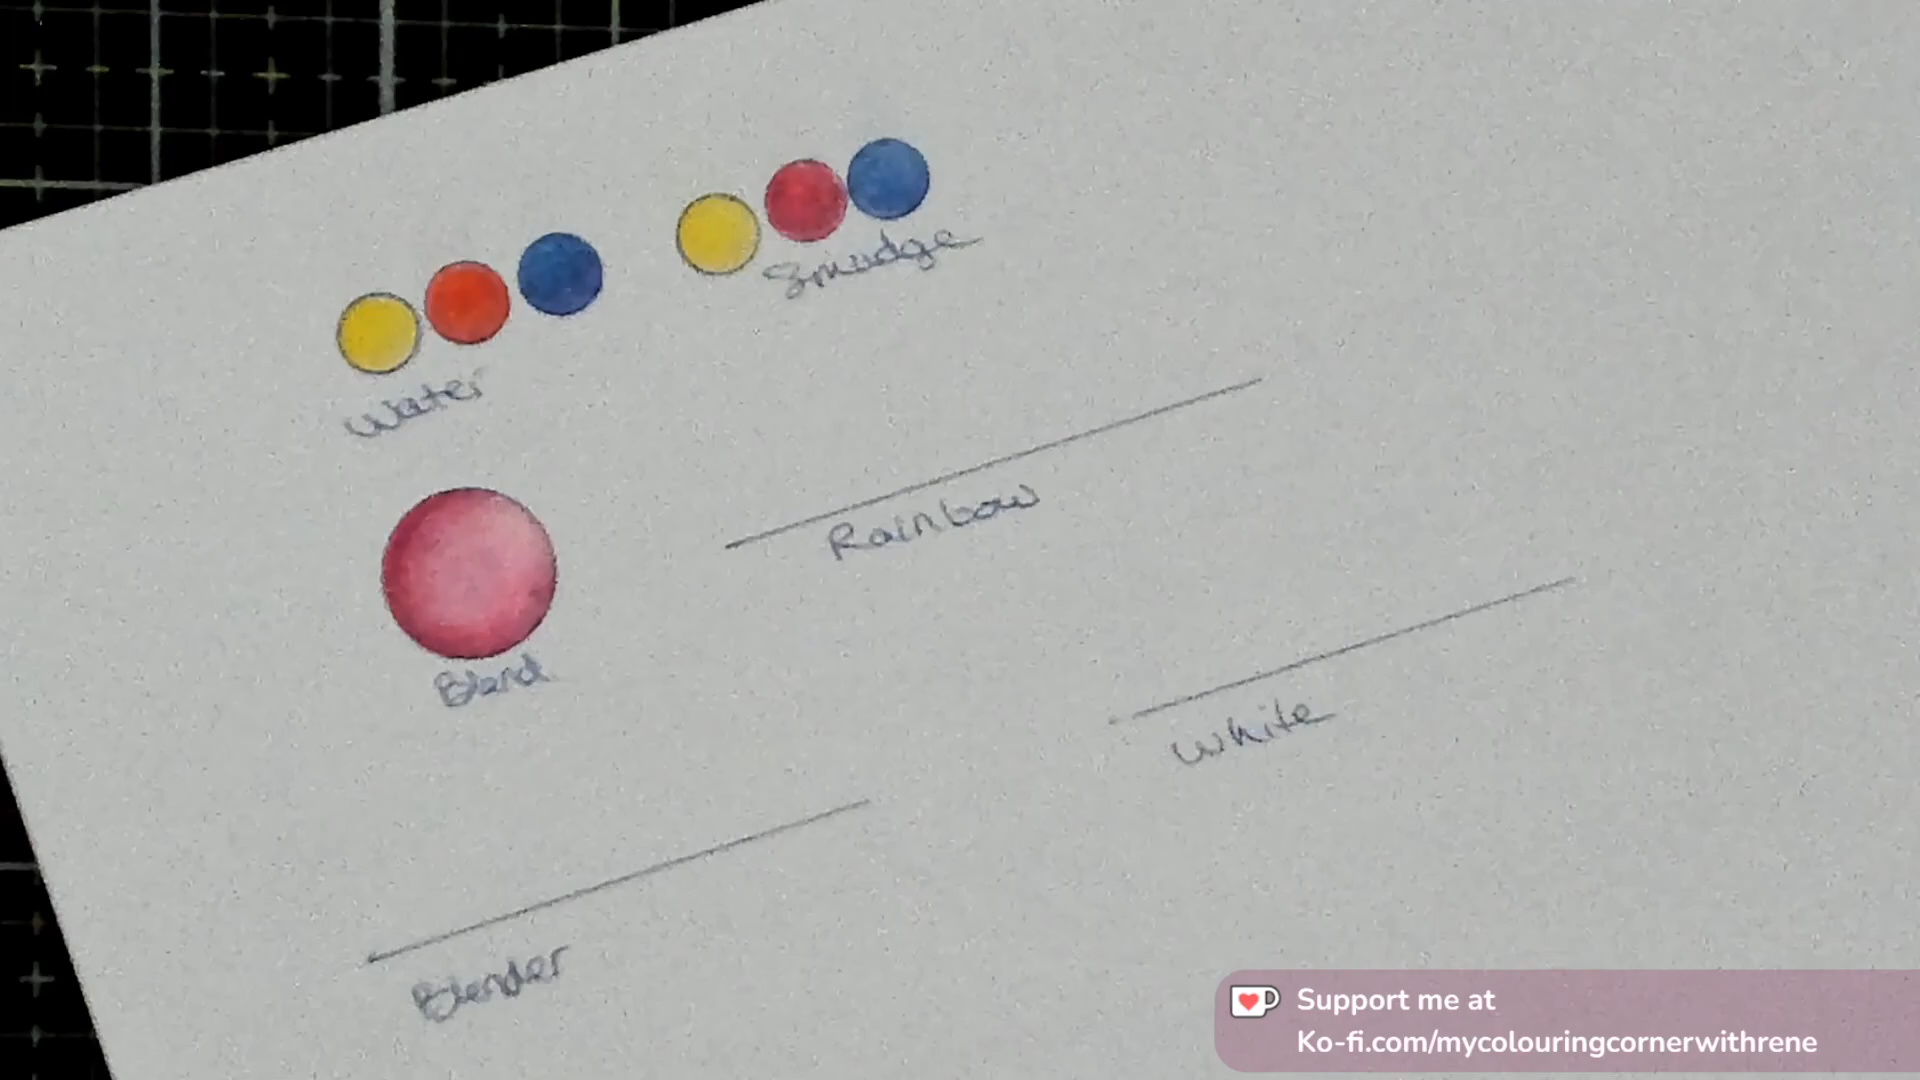 Smudge
Water
Rainbow
Blend
White
Blender
Support me at
Ko-fi.com/mycolouringcornerwithrene